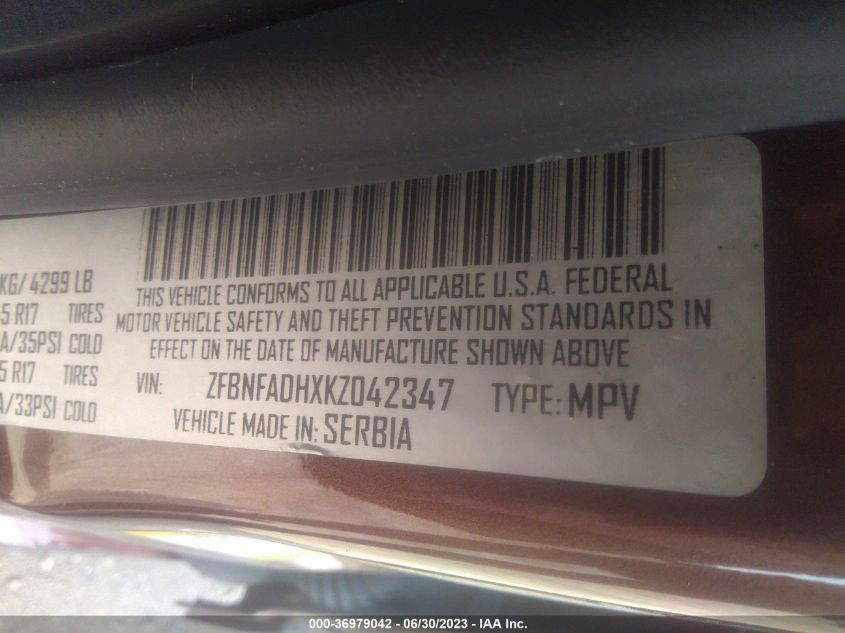 KG/ 4299 LB
5 R17 TIRES
A/35PSI COLD
5 R17 TIRES
A/33PSI COLD
THIS VEHICLE CONFORMS TO ALL APPLICABLE U.S.A. FEDERAL
MOTOR VEHICLE SAFETY AND THEFT PREVENTION STANDARDS IN
EFFECT ON THE DATE OF MANUFACTURE SHOWN ABOVE
VIN: ZFBNFADHXKZ042347 TYPE: MPV
VEHICLE MADE IN: SERBIA
000-36979042 / 06/30/2023 - IAA Inc.